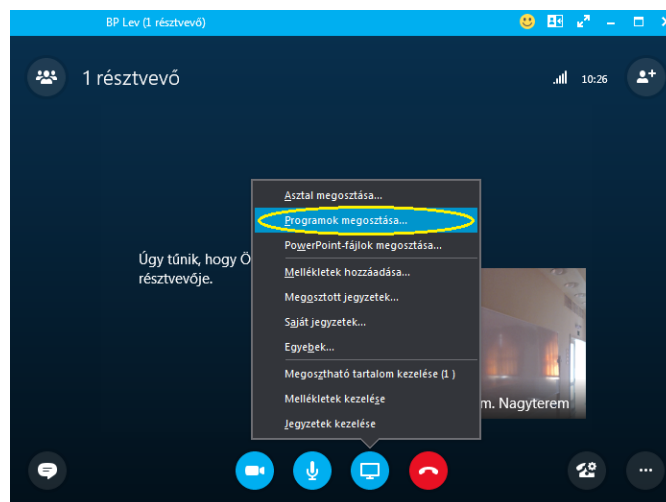 BP Lev (1 résztvevő)
1 résztvevő
10:26
Asztal megosztása...
Programok megosztása...
PowerPoint-fájlok megosztása...
Úgy tűnik, hogy Ö
résztvevője.
Mellékletek hozzáadása...
Megosztott jegyzetek...
Saját jegyzetek...
Egyebek...
Megosztható tartalom kezelése (1 )
Mellékletek kezelése
Jegyzetek kezelése
m. Nagyterem